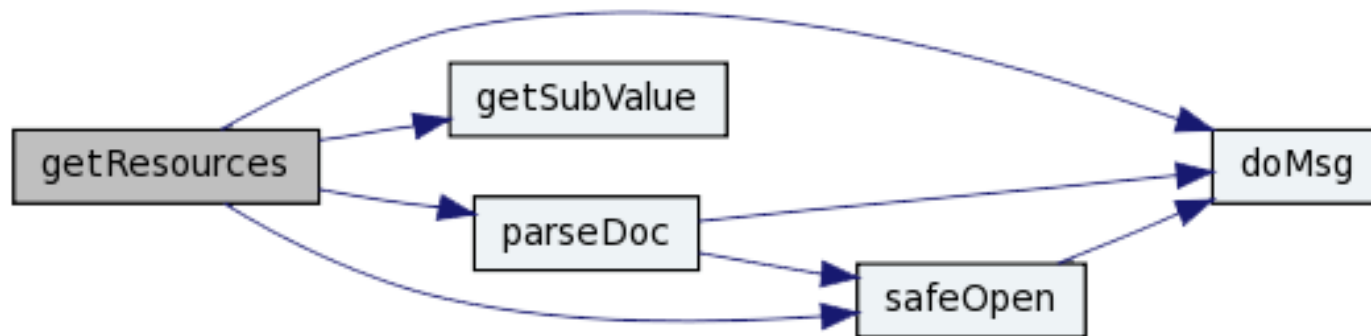 getResources
getSubValue
parseDoc
safeOpen
doMsg